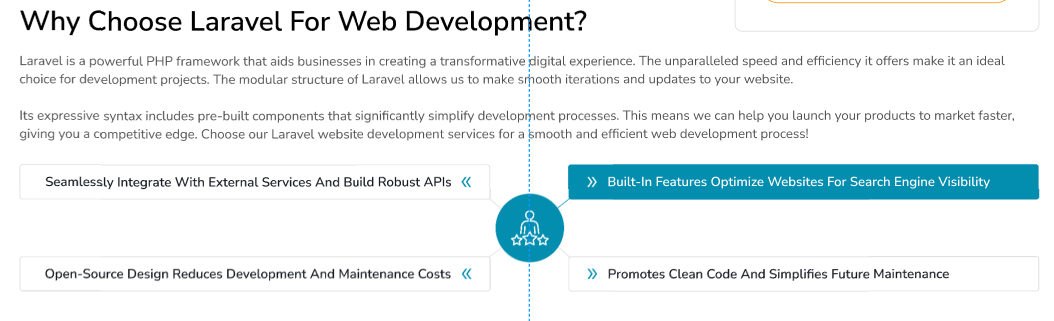 Why Choose Laravel For Web Development?
Laravel is a powerful PHP framework that aids businesses in creating a transformative digital experience. The unparalleled speed and efficiency it offers make it an ideal
choice for development projects. The modular structure of Laravel allows us to make smooth iterations and updates to your website.
Its expressive syntax includes pre-built components that significantly simplify development processes. This means we can help you launch your products to market faster,
giving you a competitive edge. Choose our Laravel website development services for a smooth and efficient web development process!
Seamlessly Integrate With External Services And Build Robust APIs «
» Built-In Features Optimize Websites For Search Engine Visibility
Open-Source Design Reduces Development And Maintenance Costs «
» Promotes Clean Code And Simplifies Future Maintenance